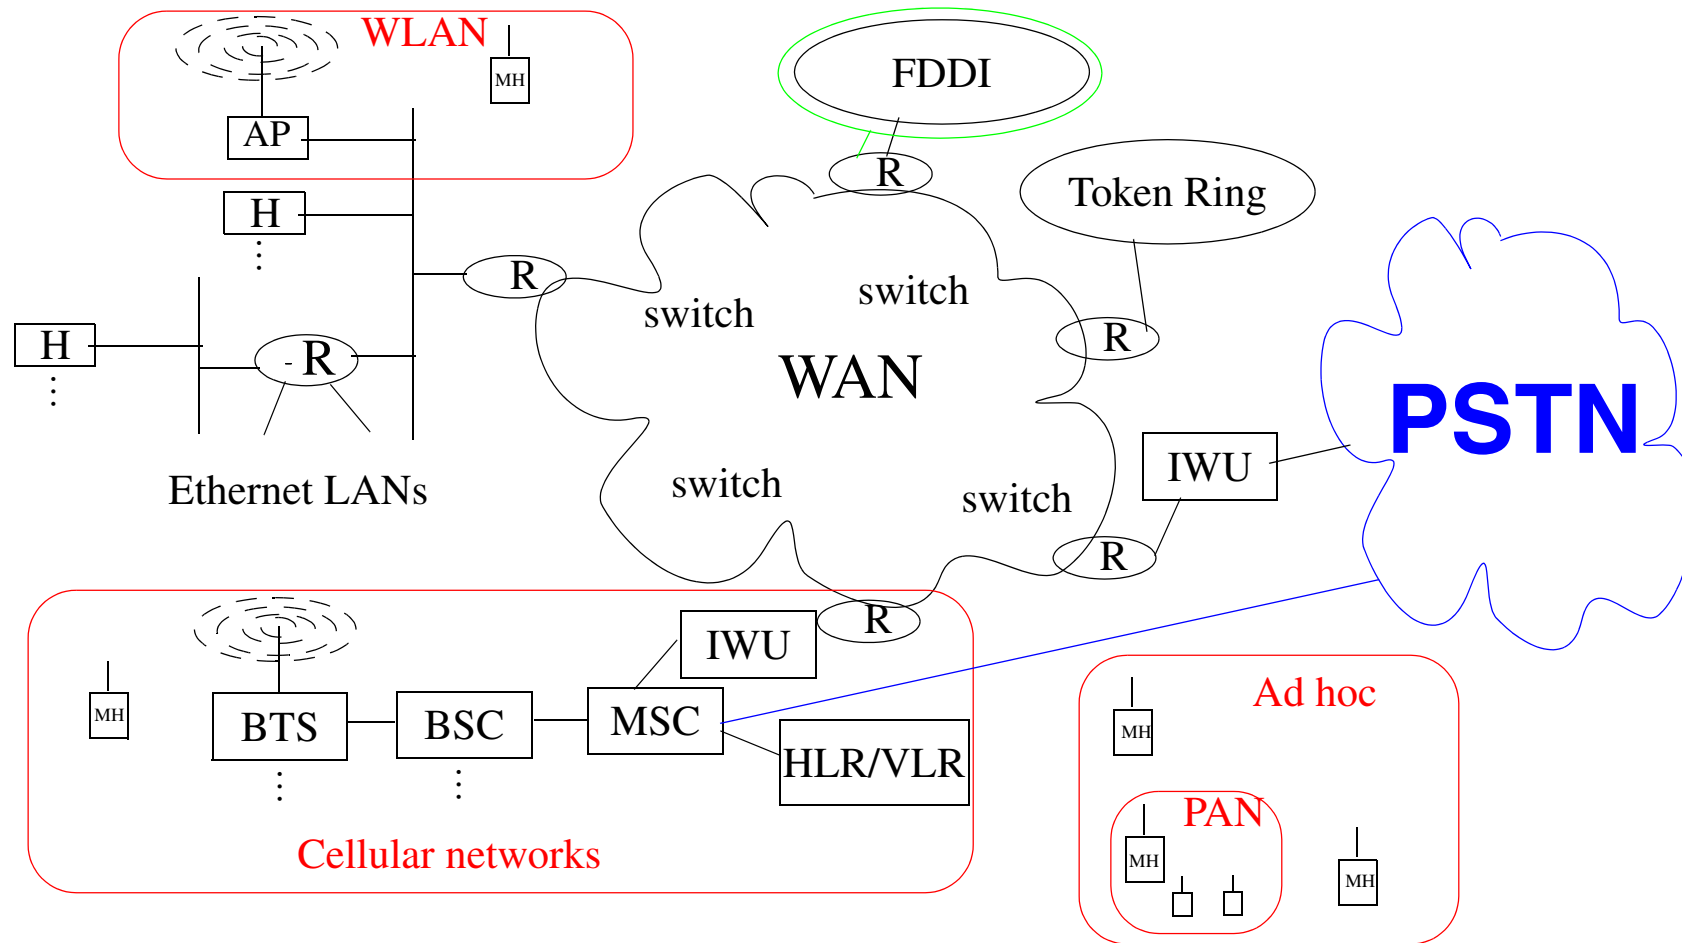 WLAN
MH
AP
FDDI
R
H
⋮
Token Ring
R
switch
switch
H
⋮
- R
R
WAN
PSTN
Ethernet LANs
switch
switch
IWU
R
R
IWU
MH
BTS
⋮
BSC
⋮
MSC
HLR/VLR
Cellular networks
Ad hoc
MH
PAN
MH
MH